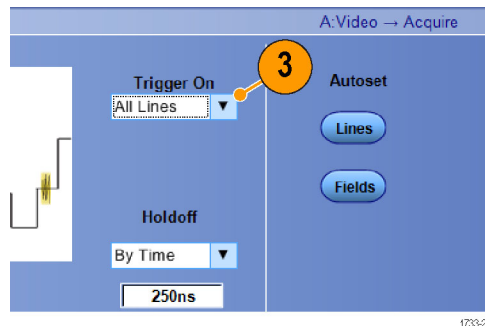 A:Video → Acquire
3
Trigger On
All Lines
Autoset
Lines
Fields
Holdoff
By Time
250ns